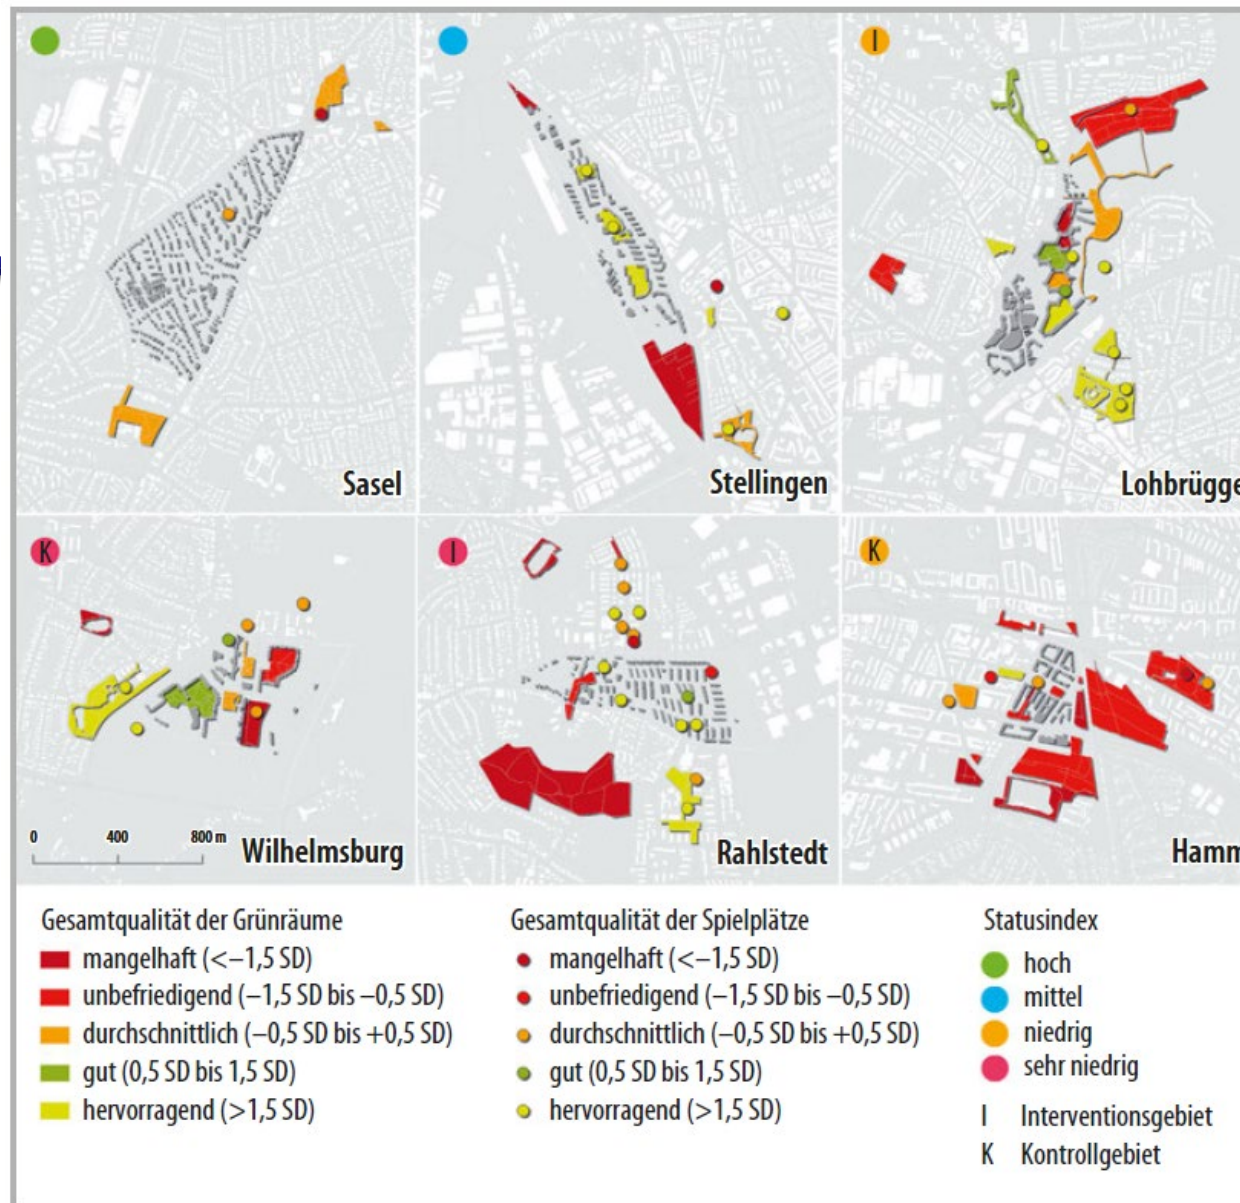 I
Sasel
Stellingen
Lohbrügge
K
I
K
0 400 800 m
Wilhelmsburg
Rahlstedt
Hamm
Gesamtqualität der Grünräume
mangelhaft (<–1,5 SD)
unbefriedigend (–1,5 SD bis –0,5 SD)
durchschnittlich (–0,5 SD bis +0,5 SD)
gut (0,5 SD bis 1,5 SD)
hervorragend (>1,5 SD)
Gesamtqualität der Spielplätze
mangelhaft (<–1,5 SD)
unbefriedigend (–1,5 SD bis –0,5 SD)
durchschnittlich (–0,5 SD bis +0,5 SD)
gut (0,5 SD bis 1,5 SD)
hervorragend (>1,5 SD)
Statusindex
hoch
mittel
niedrig
sehr niedrig
I Interventionsgebiet
K Kontrollgebiet